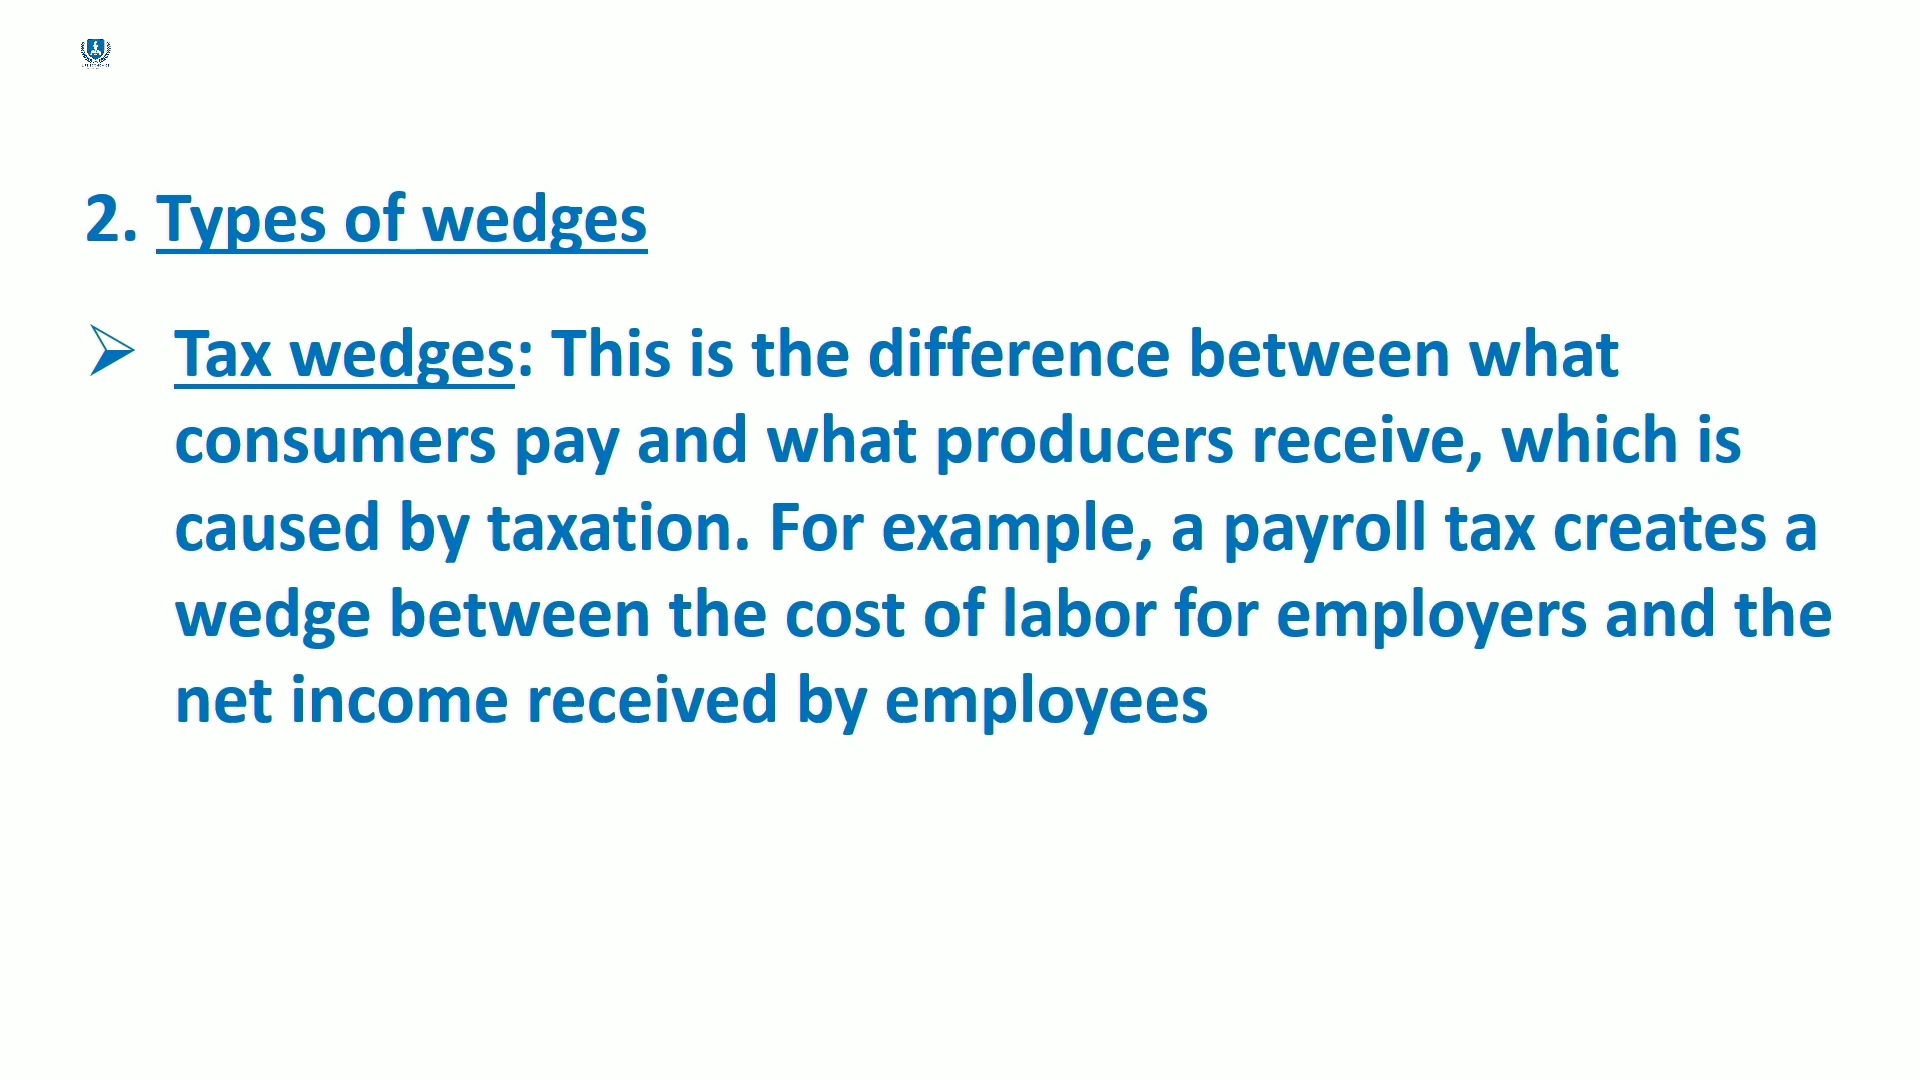 2. Types of wedges
Tax wedges: This is the difference between what
consumers pay and what producers receive, which is
caused by taxation. For example, a payroll tax creates a
wedge between the cost of labor for employers and the
net income received by employees